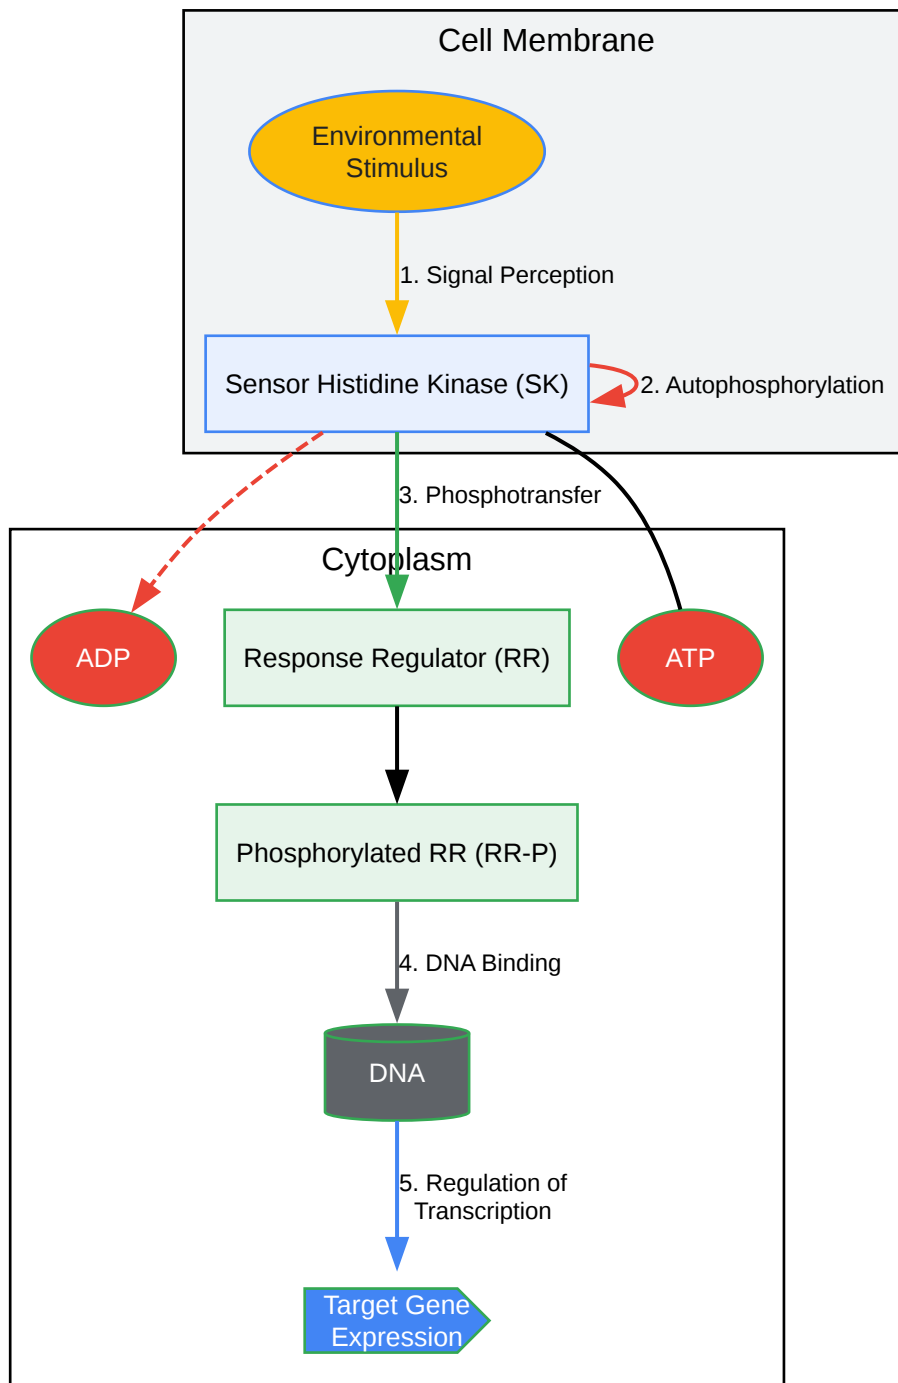 Cell Membrane
Environmental
Stimulus
1. Signal Perception
Sensor Histidine Kinase (SK)
2. Autophosphorylation
3. Phosphotransfer
Cytoplasm
ADP
Response Regulator (RR)
ATP
Phosphorylated RR (RR-P)
4. DNA Binding
DNA
5. Regulation of
Transcription
Target Gene
Expression